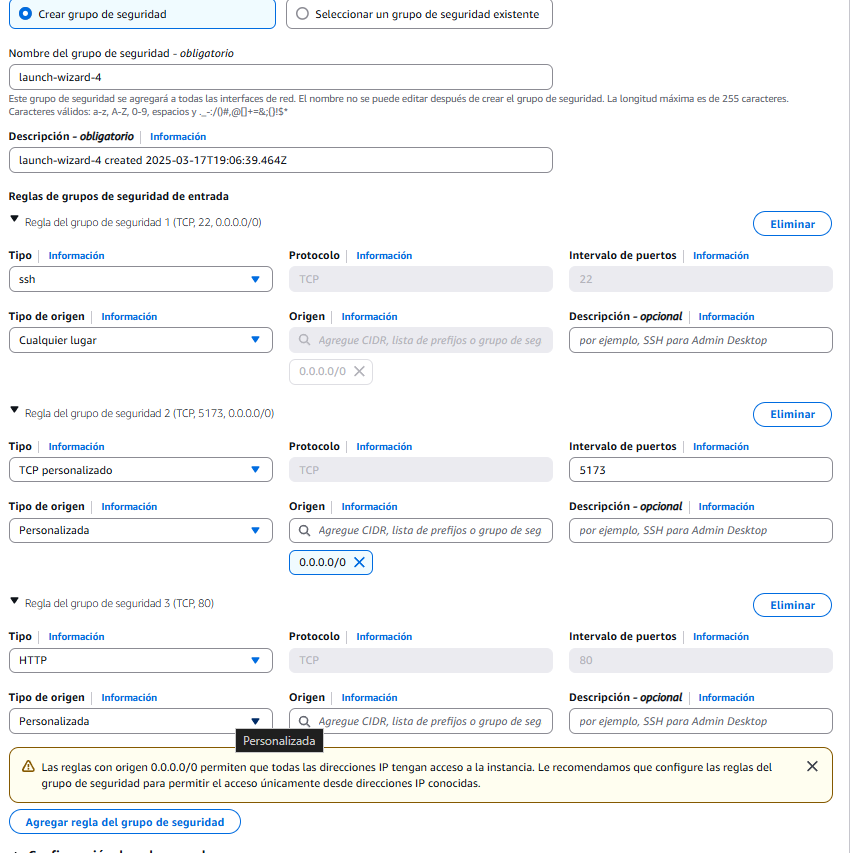 Crear grupo de seguridad
Seleccionar un grupo de seguridad existente
Nombre del grupo de seguridad - obligatorio
launch-wizard-4
Este grupo de seguridad se agregará a todas las interfaces de red. El nombre no se puede editar después de crear el grupo de seguridad. La longitud máxima es de 255 caracteres.
Caracteres válidos: a-z, A-Z, 0-9, espacios y ._-:/()#,@[]+=&;{}!$*
Descripción - obligatorio | Información
launch-wizard-4 created 2025-03-17T19:06:39.464Z
Reglas de grupos de seguridad de entrada
Regla del grupo de seguridad 1 (TCP, 22, 0.0.0.0/0)
Eliminar
Tipo | Información
Protocolo | Información
Intervalo de puertos | Información
ssh
TCP
22
Tipo de origen | Información
Origen | Información
Descripción - opcional | Información
Cualquier lugar
Agregue CIDR, lista de prefijos o grupo de seg
por ejemplo, SSH para Admin Desktop
0.0.0.0/0
Regla del grupo de seguridad 2 (TCP, 5173, 0.0.0.0/0)
Eliminar
Tipo | Información
Protocolo | Información
Intervalo de puertos | Información
TCP personalizado
TCP
5173
Tipo de origen | Información
Origen | Información
Descripción - opcional | Información
Personalizada
Agregue CIDR, lista de prefijos o grupo de seg
por ejemplo, SSH para Admin Desktop
0.0.0.0/0
Regla del grupo de seguridad 3 (TCP, 80)
Eliminar
Tipo | Información
Protocolo | Información
Intervalo de puertos | Información
HTTP
TCP
80
Tipo de origen | Información
Origen | Información
Descripción - opcional | Información
Personalizada
Agregue CIDR, lista de prefijos o grupo de seg
por ejemplo, SSH para Admin Desktop
Personalizada
Las reglas con origen 0.0.0.0/0 permiten que todas las direcciones IP tengan acceso a la instancia. Le recomendamos que configure las reglas del
grupo de seguridad para permitir el acceso únicamente desde direcciones IP conocidas.
Agregar regla del grupo de seguridad